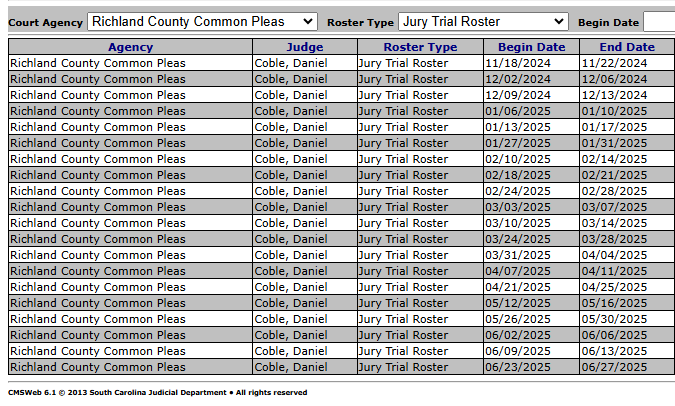 Court Agency Richland County Common Pleas Roster Type Jury Trial Roster Begin Date
Agency Judge Roster Type Begin Date End Date
Richland County Common Pleas Coble, Daniel Jury Trial Roster 11/18/2024 11/22/2024
Richland County Common Pleas Coble, Daniel Jury Trial Roster 12/02/2024 12/06/2024
Richland County Common Pleas Coble, Daniel Jury Trial Roster 12/09/2024 12/13/2024
Richland County Common Pleas Coble, Daniel Jury Trial Roster 01/06/2025 01/10/2025
Richland County Common Pleas Coble, Daniel Jury Trial Roster 01/13/2025 01/17/2025
Richland County Common Pleas Coble, Daniel Jury Trial Roster 01/27/2025 01/31/2025
Richland County Common Pleas Coble, Daniel Jury Trial Roster 02/10/2025 02/14/2025
Richland County Common Pleas Coble, Daniel Jury Trial Roster 02/18/2025 02/21/2025
Richland County Common Pleas Coble, Daniel Jury Trial Roster 02/24/2025 02/28/2025
Richland County Common Pleas Coble, Daniel Jury Trial Roster 03/03/2025 03/07/2025
Richland County Common Pleas Coble, Daniel Jury Trial Roster 03/10/2025 03/14/2025
Richland County Common Pleas Coble, Daniel Jury Trial Roster 03/24/2025 03/28/2025
Richland County Common Pleas Coble, Daniel Jury Trial Roster 03/31/2025 04/04/2025
Richland County Common Pleas Coble, Daniel Jury Trial Roster 04/07/2025 04/11/2025
Richland County Common Pleas Coble, Daniel Jury Trial Roster 04/21/2025 04/25/2025
Richland County Common Pleas Coble, Daniel Jury Trial Roster 05/12/2025 05/16/2025
Richland County Common Pleas Coble, Daniel Jury Trial Roster 05/26/2025 05/30/2025
Richland County Common Pleas Coble, Daniel Jury Trial Roster 06/02/2025 06/06/2025
Richland County Common Pleas Coble, Daniel Jury Trial Roster 06/09/2025 06/13/2025
Richland County Common Pleas Coble, Daniel Jury Trial Roster 06/23/2025 06/27/2025
CMSWeb 6.1 © 2013 South Carolina Judicial Department • All rights reserved